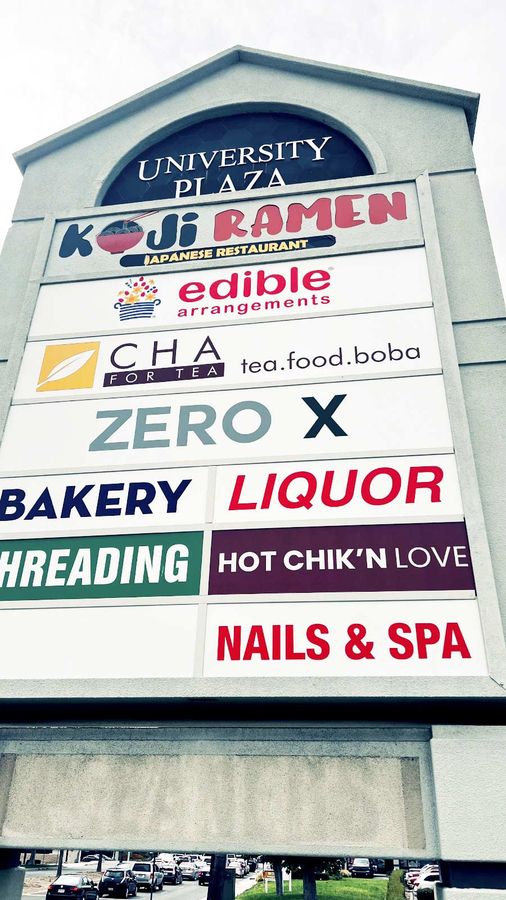 UNIVERSITY
PLAZA
KOJI RAMEN
JAPANESE RESTAURANT
edible®
arrangements
CHA
FOR TEA
tea.food.boba
ZERO X
BAKERY
LIQUOR
HREADING
HOT CHIK'N LOVE
NAILS & SPA